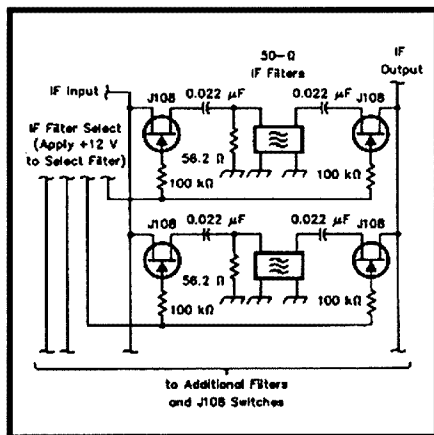 50-Ω
IF Filters
IF
Output
IF Input
J108
0.022 µF
0.022 µF
J108
IF Filter Select
(Apply +12 V
to Select Filter)
56.2 Ω
100 kΩ
100 kΩ
J108
0.022 µF
0.022 µF
J108
56.2 Ω
100 kΩ
100 kΩ
to Additional Filters
and J108 Switches